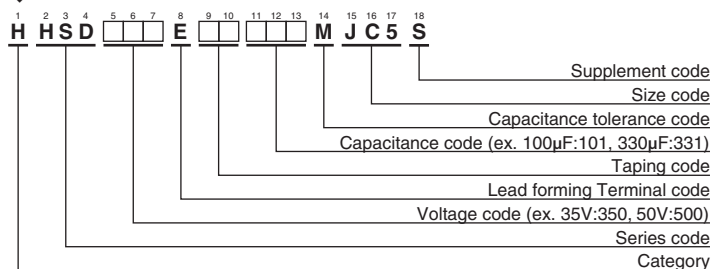 1 2 3 4 5 6 7 8 9 10 11 12 13 14 15 16 17 18
H HSD E M JC5 S
Supplement code
Size code
Capacitance tolerance code
Capacitance code (ex. 100µF:101, 330µF:331)
Taping code
Lead forming Terminal code
Voltage code (ex. 35V:350, 50V:500)
Series code
Category